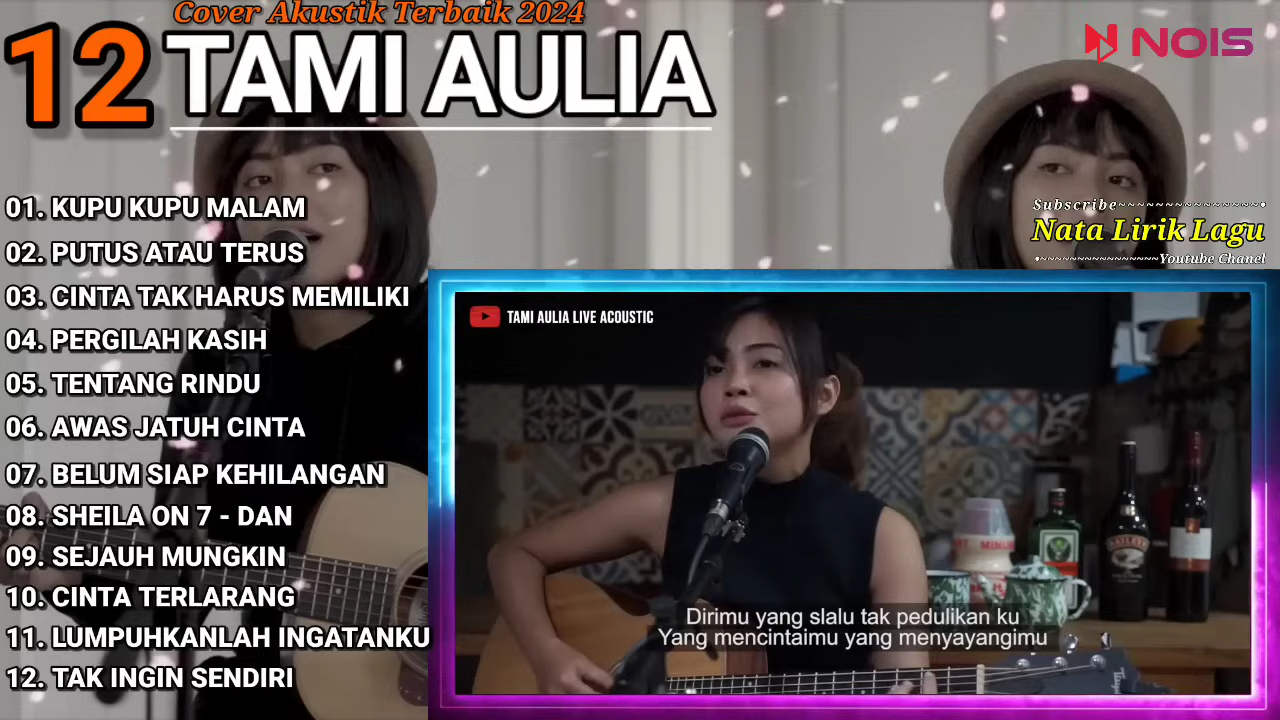 Cover Akustik Terbaik 2024
12 TAMI AULIA
NOIS
01. KUPU KUPU MALAM
02. PUTUS ATAU TERUS
03. CINTA TAK HARUS MEMILIKI
04. PERGILAH KASIH
05. TENTANG RINDU
06. AWAS JATUH CINTA
07. BELUM SIAP KEHILANGAN
08. SHEILA ON 7 - DAN
09. SEJAUH MUNGKIN
10. CINTA TERLARANG
11. LUMPUHKANLAH INGATANKU
12. TAK INGIN SENDIRI
Subscribe~~~~~~~~~~~~~~~•
Nata Lirik Lagu
•~~~~~~~~~~~~~~~~Youtube Chanel
TAMI AULIA LIVE ACOUSTIC
Dirimu yang slalu tak pedulikan ku
Yang mencintaimu yang menyayangimu